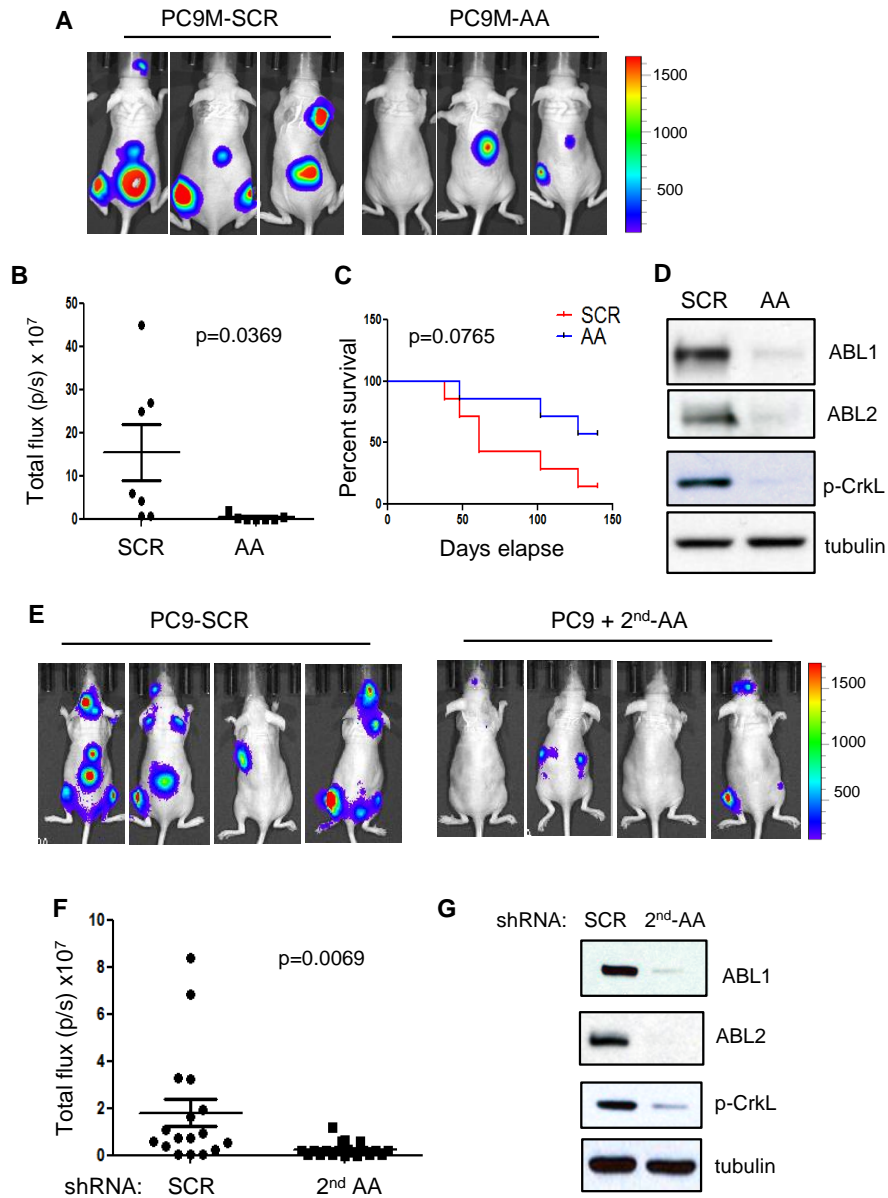 A
PC9M-SCR
PC9M-AA
1500
1000
500
B
Total flux (p/s) x 10⁷
50
40
30
20
10
0
p=0.0369
SCR
AA
C
Percent survival
150
100
50
0
p=0.0765
SCR
AA
0
50
100
150
Days elapse
D
SCR
AA
ABL1
ABL2
p-CrkL
tubulin
E
PC9-SCR
PC9 + 2ⁿᵈ-AA
1500
1000
500
F
Total flux (p/s) x10⁷
10
8
6
4
2
0
p=0.0069
shRNA:
SCR
2ⁿᵈ AA
G
shRNA:
SCR
2ⁿᵈ-AA
ABL1
ABL2
p-CrkL
tubulin